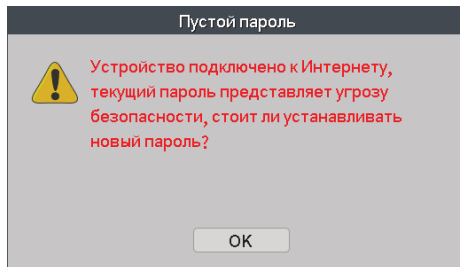 Пустой пароль
Устройство подключено к Интернету,
текущий пароль представляет угрозу
безопасности, стоит ли устанавливать
новый пароль?
OK